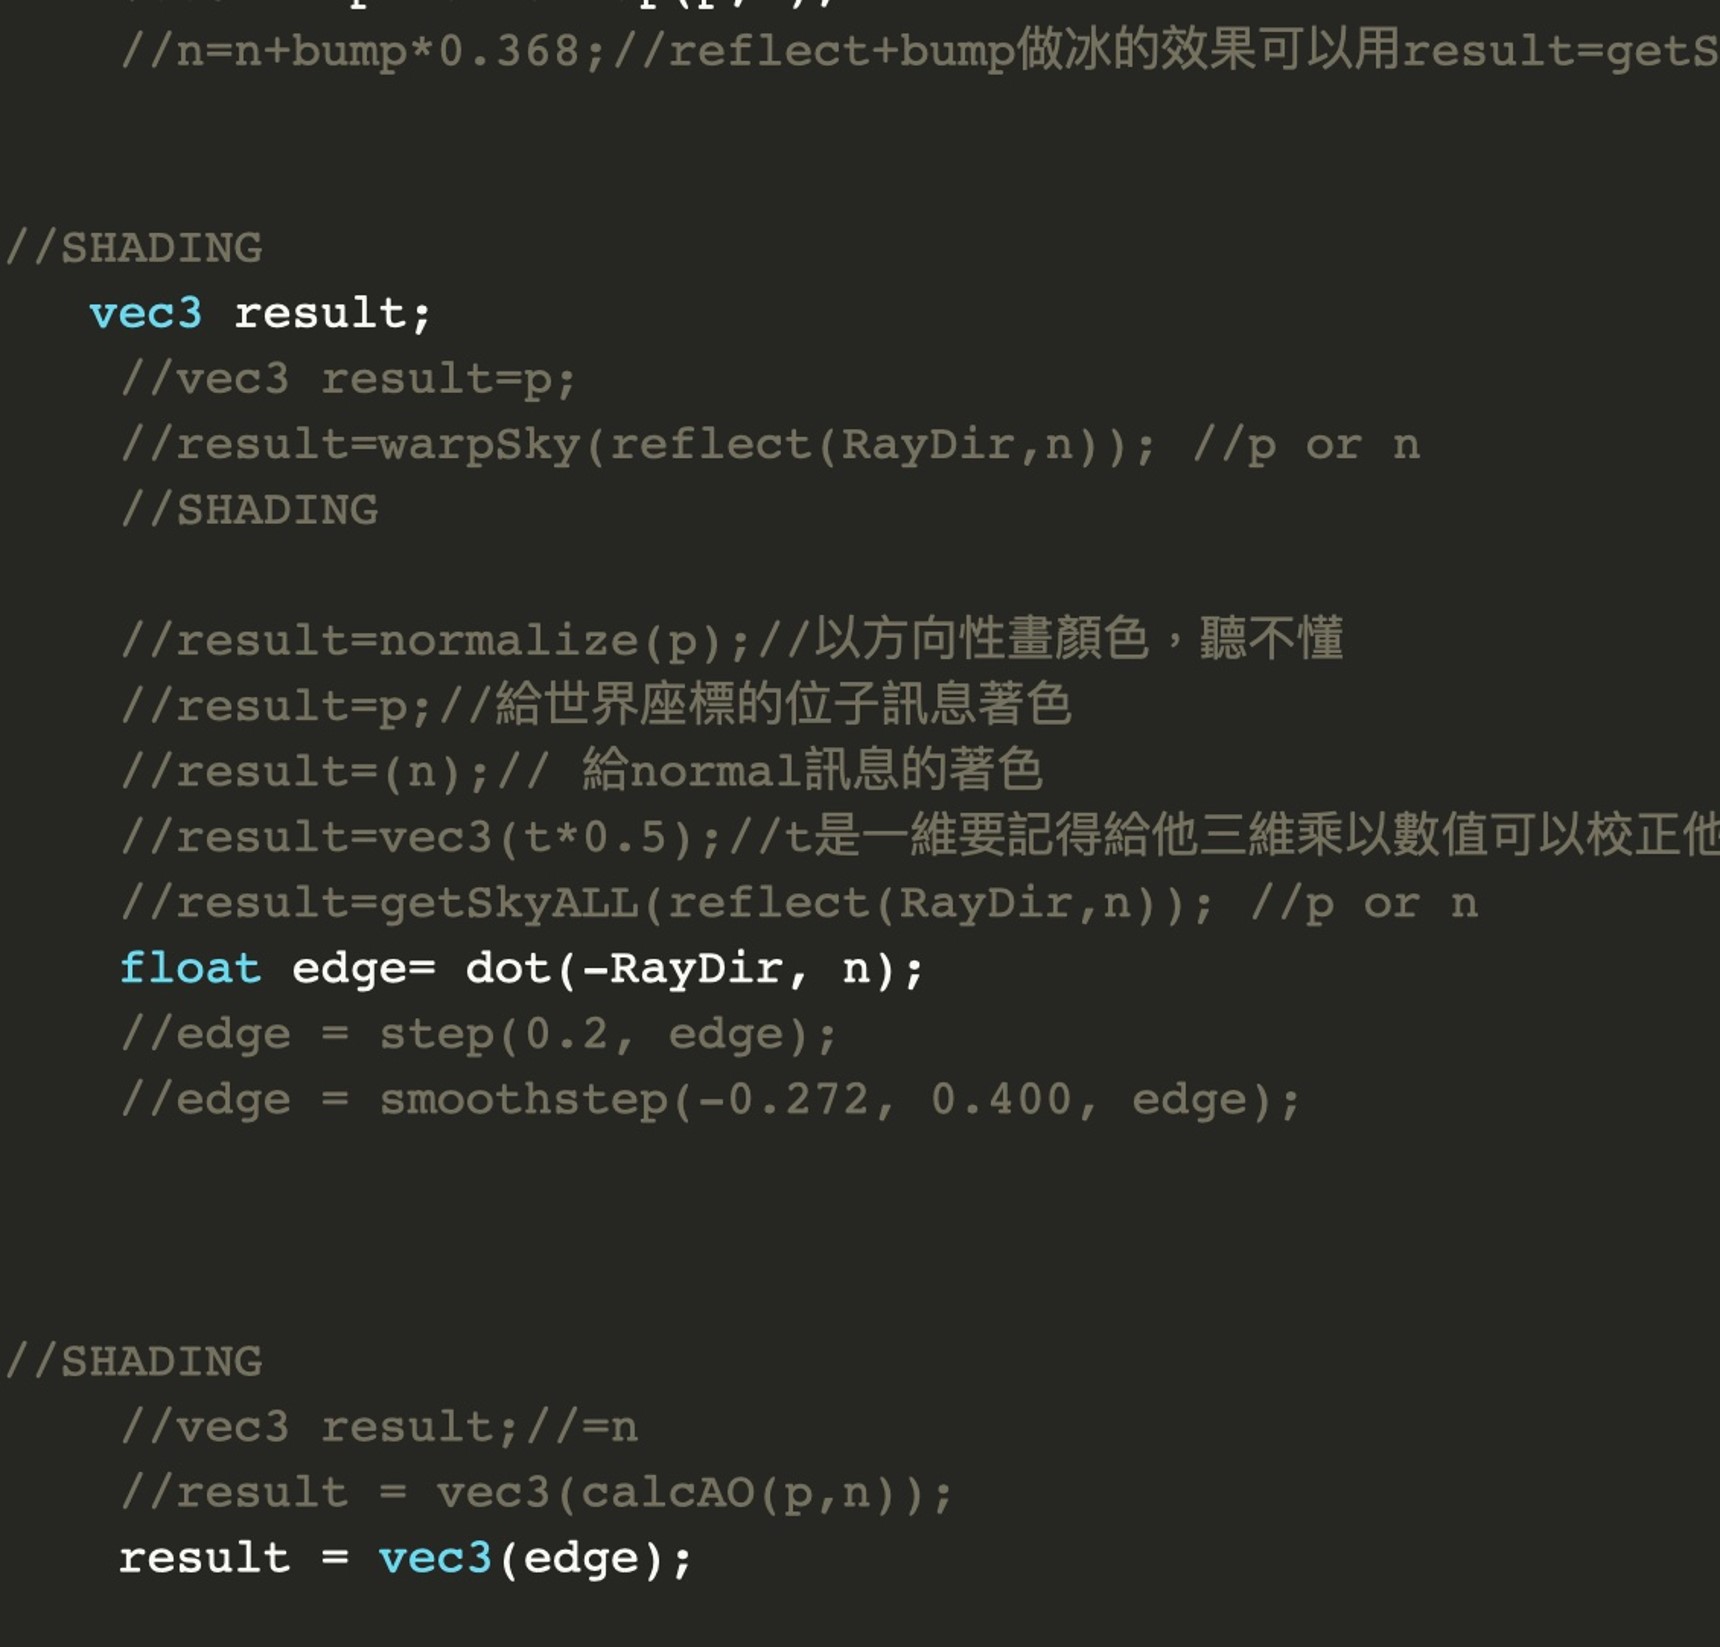 //n=n+bump*0.368;//reflect+bump做冰的效果可以用result=getS
//SHADING
vec3 result;
//vec3 result=p;
//result=warpSky(reflect(RayDir,n)); //p or n
//SHADING
//result=normalize(p);//以方向性畫顏色，聽不懂
//result=p;//給世界座標的位子訊息著色
//result=(n);// 給normal訊息的著色
//result=vec3(t*0.5);//t是一維要記得給他三維乘以數值可以校正他
//result=getSkyALL(reflect(RayDir,n)); //p or n
float edge= dot(-RayDir, n);
//edge = step(0.2, edge);
//edge = smoothstep(-0.272, 0.400, edge);
//SHADING
//vec3 result;//=n
//result = vec3(calcAO(p,n));
result = vec3(edge);